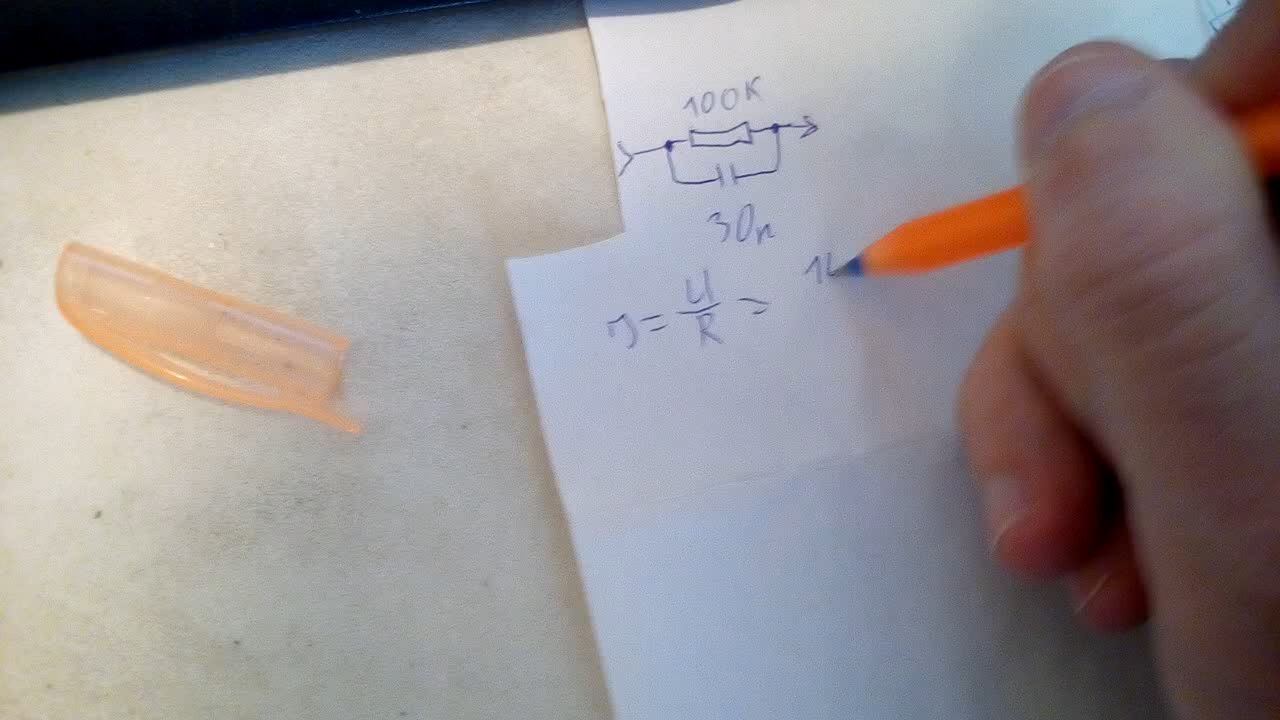 100K
30n
I = U/R =